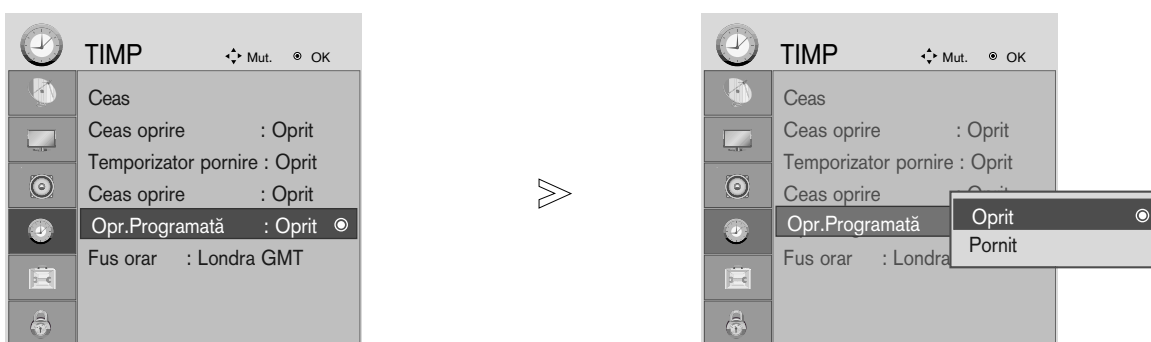 TIMP Mut. OK
Ceas
Ceas oprire : Oprit
Temporizator pornire : Oprit
Ceas oprire : Oprit
Opr.Programată : Oprit
Fus orar : Londra GMT
TIMP Mut. OK
Ceas
Ceas oprire : Oprit
Temporizator pornire : Oprit
Ceas oprire : Oprit
Opr.Programată
Oprit
Pornit
Fus orar : Londra